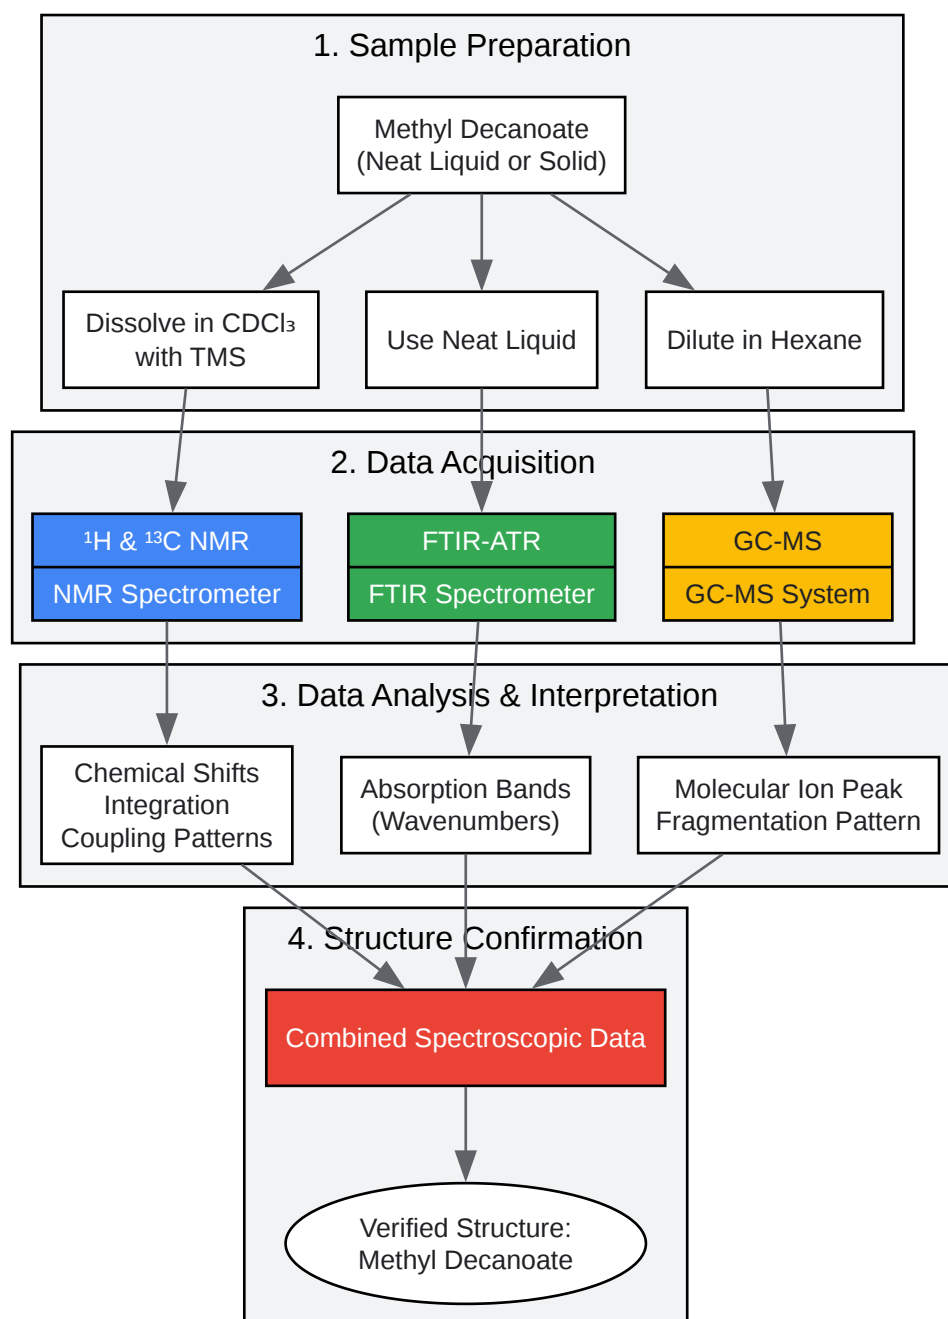 1. Sample Preparation
Methyl Decanoate
(Neat Liquid or Solid)
Dissolve in CDCl₃
with TMS
Use Neat Liquid
Dilute in Hexane
2. Data Acquisition
¹H & ¹³C NMR
NMR Spectrometer
FTIR-ATR
FTIR Spectrometer
GC-MS
GC-MS System
3. Data Analysis & Interpretation
Chemical Shifts
Integration
Coupling Patterns
Absorption Bands
(Wavenumbers)
Molecular Ion Peak
Fragmentation Pattern
4. Structure Confirmation
Combined Spectroscopic Data
Verified Structure:
Methyl Decanoate